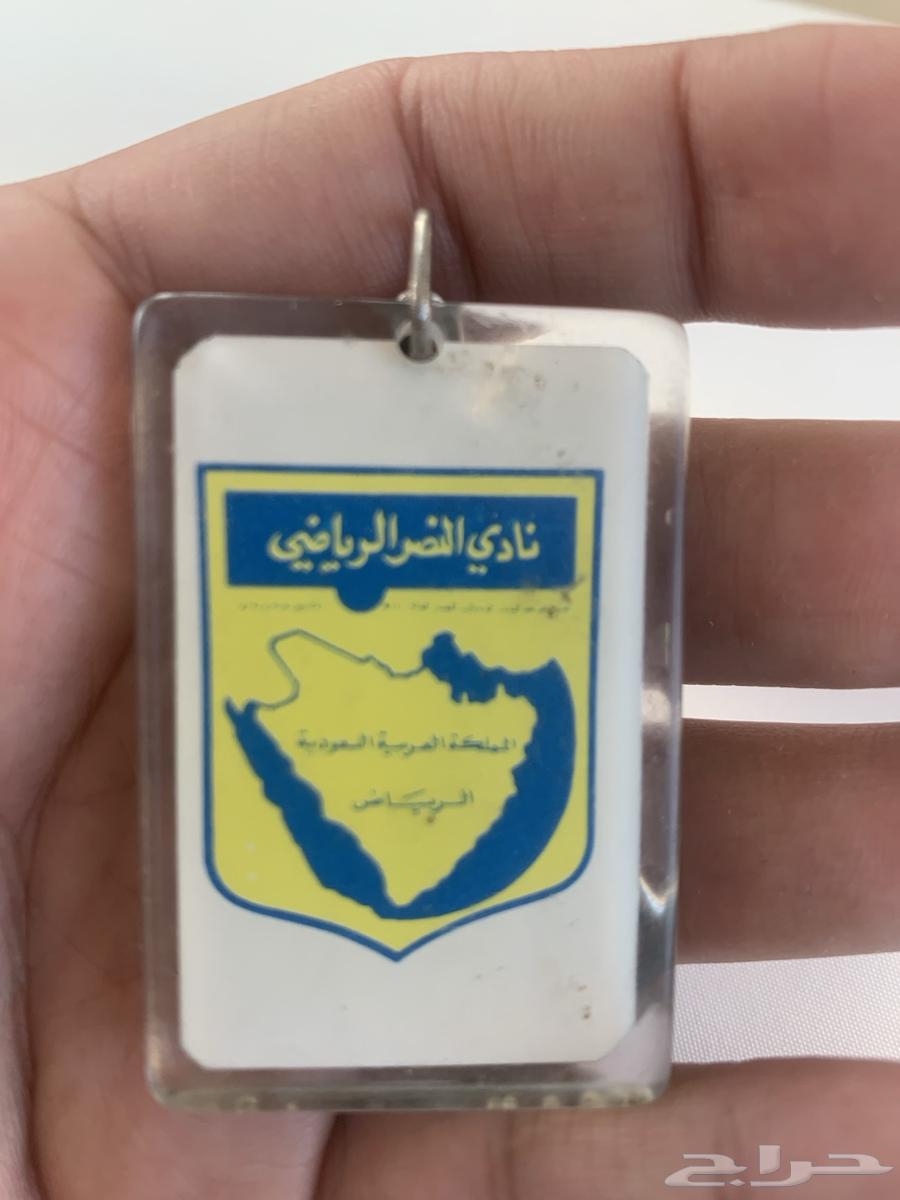 نادي النصر الرياضي
المملكة العربية السعودية
الرياض
حراج